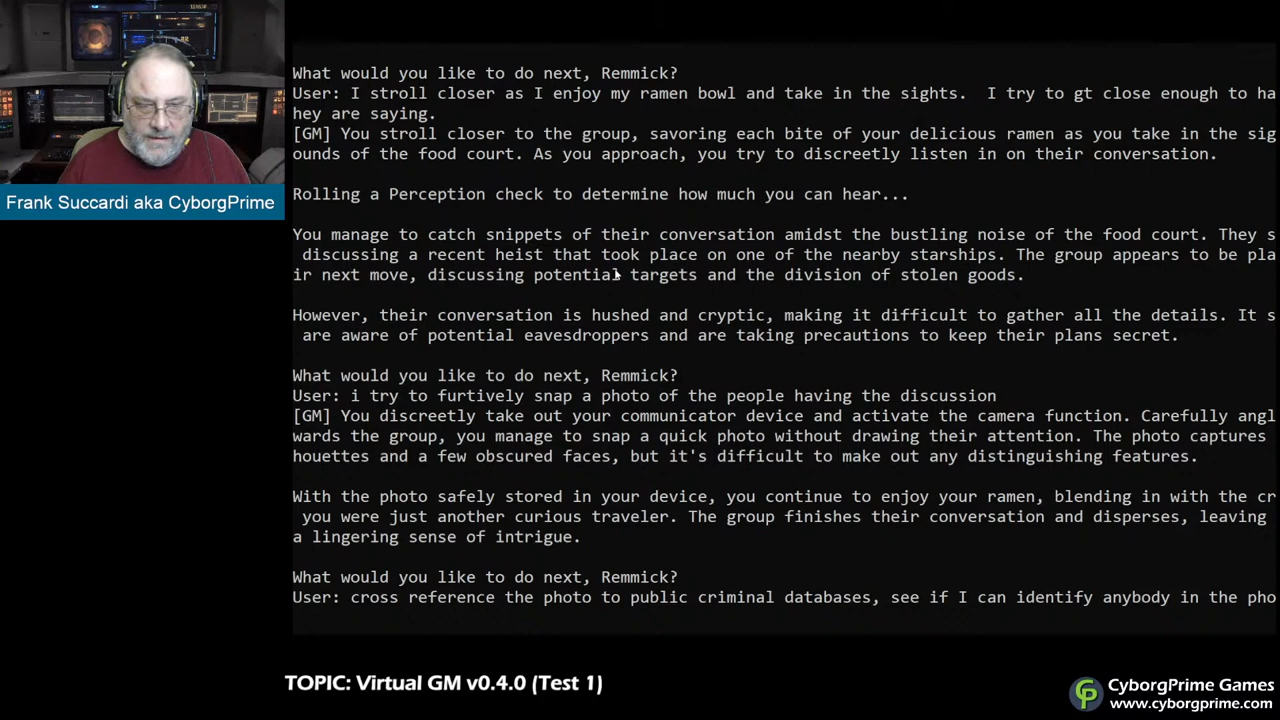 What would you like to do next, Remmick?
User: I stroll closer as I enjoy my ramen bowl and take in the sights.  I try to gt close enough to ha
hey are saying.
[GM] You stroll closer to the group, savoring each bite of your delicious ramen as you take in the sig
ounds of the food court. As you approach, you try to discreetly listen in on their conversation.
Rolling a Perception check to determine how much you can hear...
You manage to catch snippets of their conversation amidst the bustling noise of the food court. They s
discussing a recent heist that took place on one of the nearby starships. The group appears to be pla
ir next move, discussing potential targets and the division of stolen goods.
However, their conversation is hushed and cryptic, making it difficult to gather all the details. It s
are aware of potential eavesdroppers and are taking precautions to keep their plans secret.
What would you like to do next, Remmick?
User: i try to furtively snap a photo of the people having the discussion
[GM] You discreetly take out your communicator device and activate the camera function. Carefully angl
wards the group, you manage to snap a quick photo without drawing their attention. The photo captures
houettes and a few obscured faces, but it's difficult to make out any distinguishing features.
With the photo safely stored in your device, you continue to enjoy your ramen, blending in with the cr
you were just another curious traveler. The group finishes their conversation and disperses, leaving
a lingering sense of intrigue.
What would you like to do next, Remmick?
User: cross reference the photo to public criminal databases, see if I can identify anybody in the pho
Frank Succardi aka CyborgPrime
TOPIC: Virtual GM v0.4.0 (Test 1)
CyborgPrime Games
www.cyborgprime.com